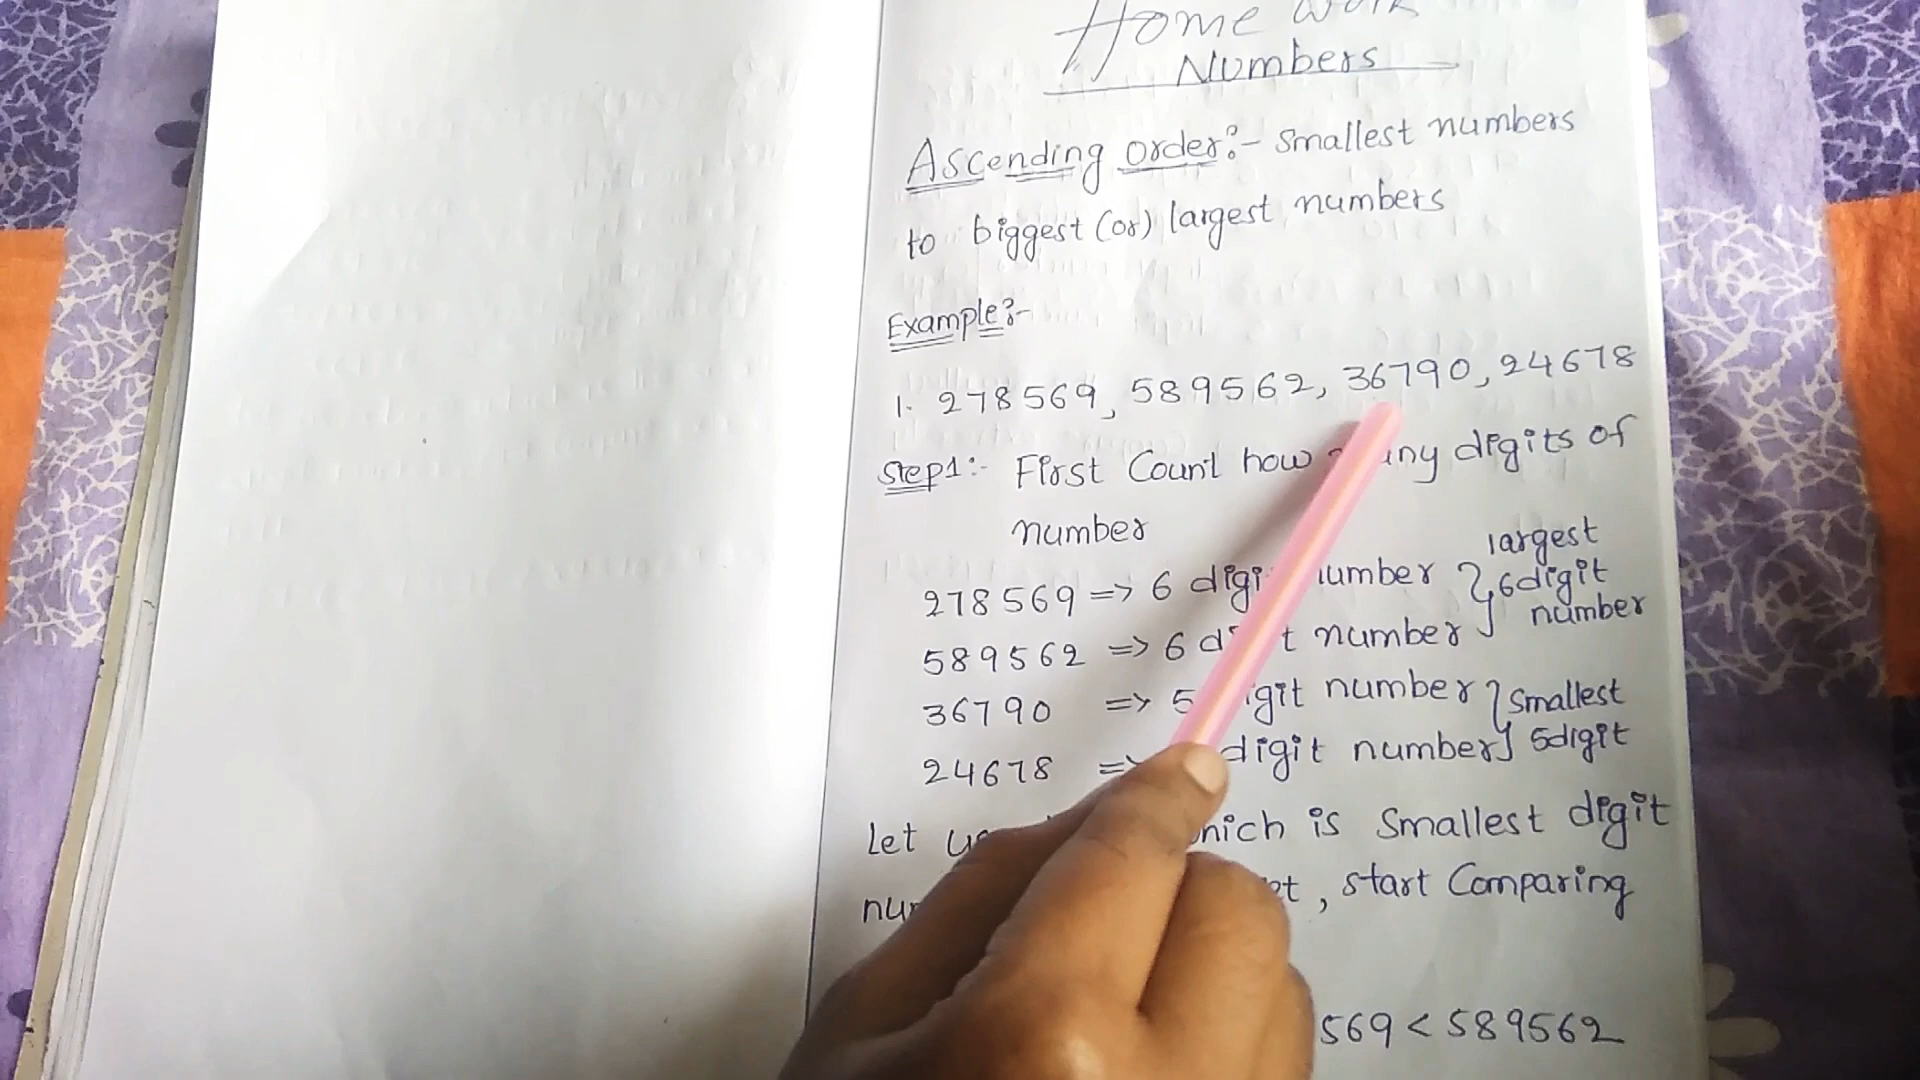 Home Work
Numbers
Ascending order:- Smallest numbers
to biggest (or) largest numbers
Example:-
1. 278569, 589562, 36790, 24678
Step1:- First Count how any digits of
number
278569 => 6 digi number } largest 6digit number
589562 => 6 d t number
36790 => 5 igit number } Smallest 5digit
24678 => digit number
Let hich is Smallest digit
, start Comparing
569 < 589562